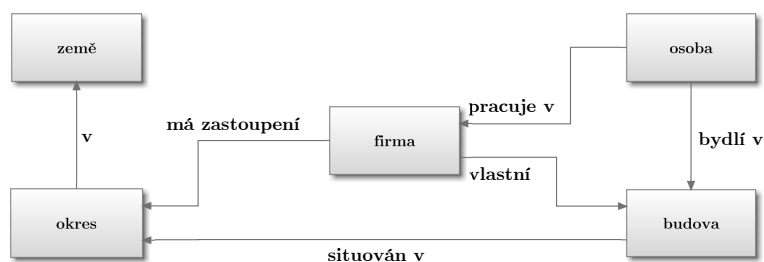 země
osoba
pracuje v
má zastoupení
v
firma
bydlí v
vlastní
okres
budova
situován v